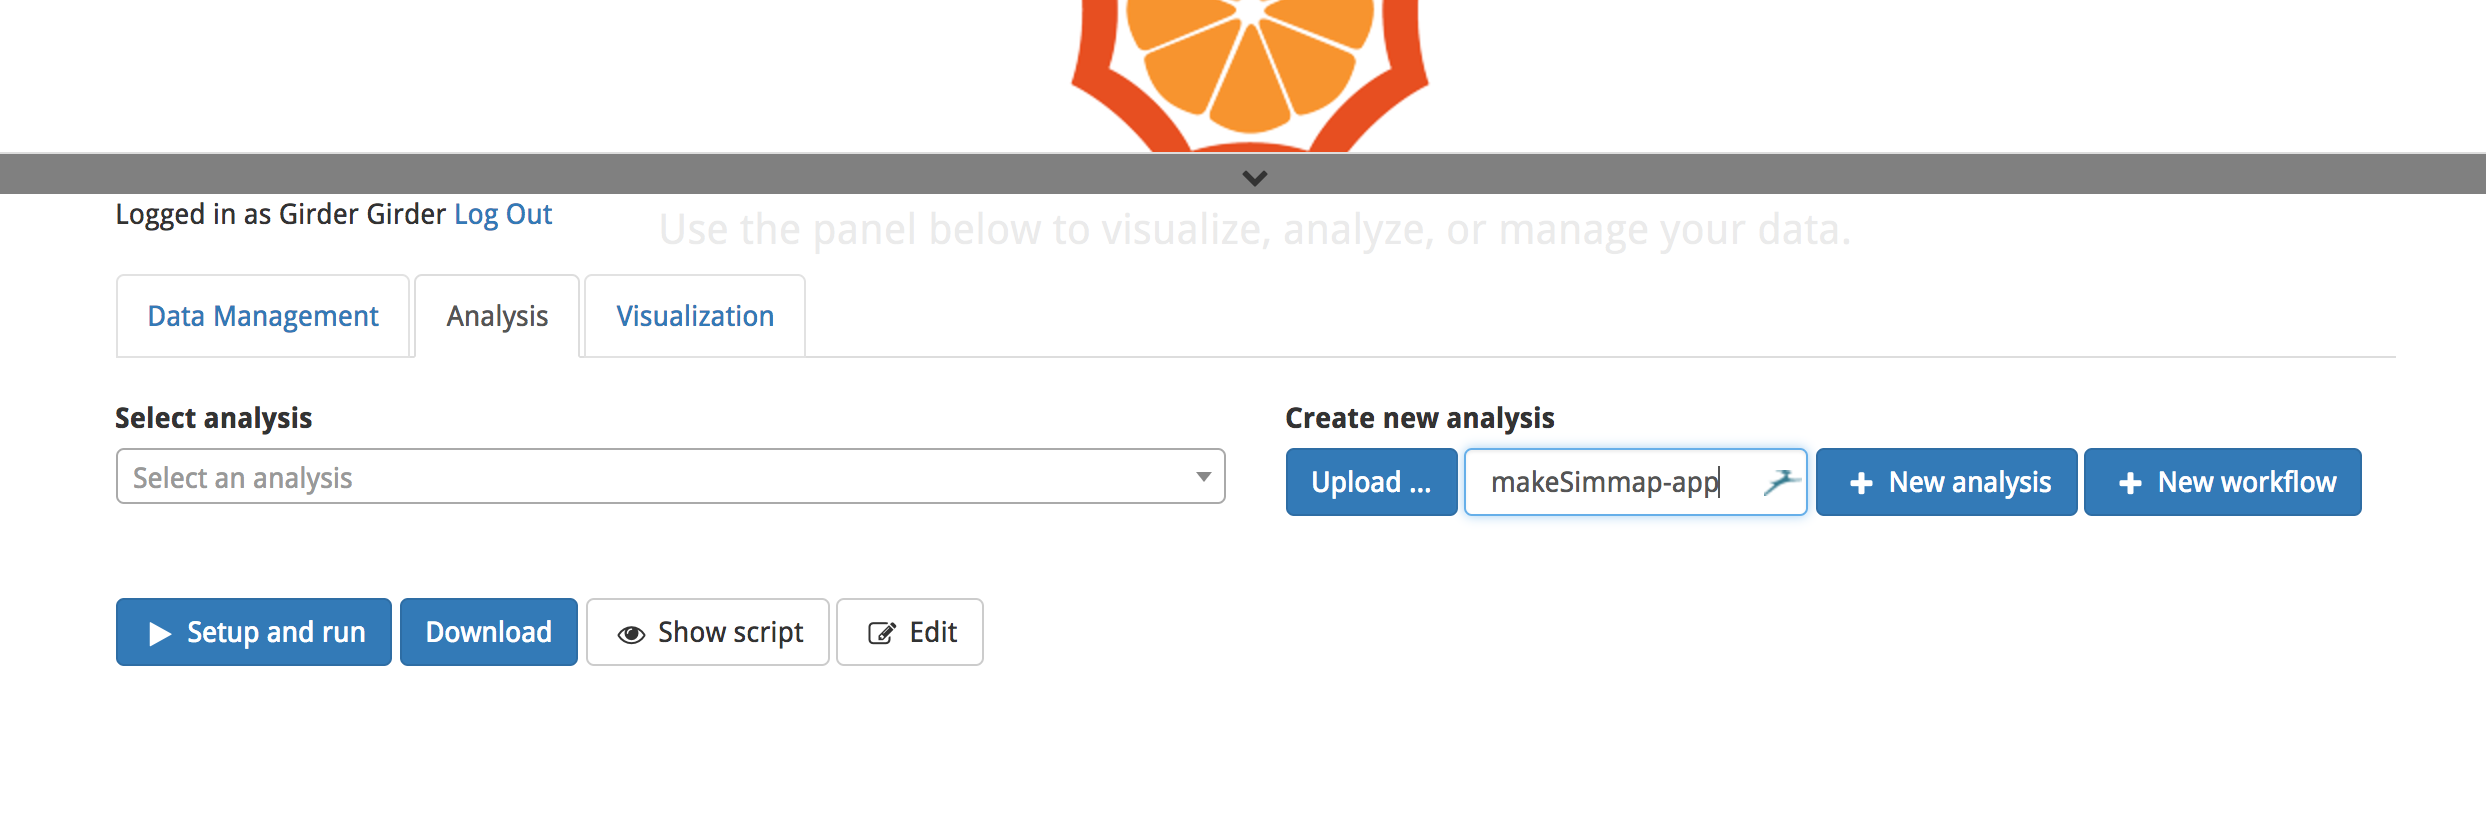 Logged in as Girder Girder Log Out
Use the panel below to visualize, analyze, or manage your data.
Data Management
Analysis
Visualization
Select analysis
Select an analysis
Create new analysis
Upload ...
makeSimmap-app
New analysis
New workflow
Setup and run
Download
Show script
Edit